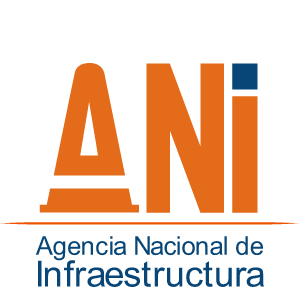 ANi
Agencia Nacional de
Infraestructura